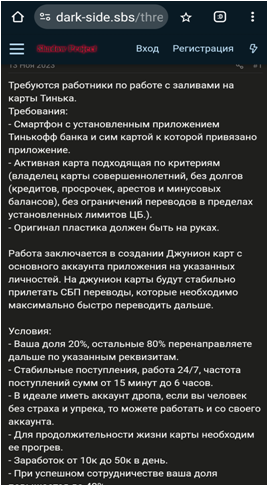 dark-side.sbs/thre
Вход Регистрация
13 Ноя 2023 #1
Требуются работники по работе с заливами на
карты Тинька.
Требования:
- Смартфон с установленным приложением
Тинькофф банка и сим картой к которой привязано
приложение.
- Активная карта подходящая по критериям
(владелец карты совершеннолетний, без долгов
(кредитов, просрочек, арестов и минусовых
балансов), без ограничений переводов в пределах
установленных лимитов ЦБ.).
- Оригинал пластика должен быть на руках.
Работа заключается в создании Джунион карт с
основного аккаунта приложения на указанных
личностей. На джунион карты будут стабильно
прилетать СБП переводы, которые необходимо
максимально быстро переводить дальше.
Условия:
- Ваша доля 20%, остальные 80% перенаправляете
дальше по указанным реквизитам.
- Стабильные поступления, работа 24/7, частота
поступлений сумм от 15 минут до 6 часов.
- В идеале иметь аккаунт дропа, если вы человек
без страха и упрека, то можете работать и со своего
аккаунта.
- Для продолжительности жизни карты необходим
ее прогрев.
- Заработок от 10к до 50к в день.
- При успешном сотрудничестве ваша доля